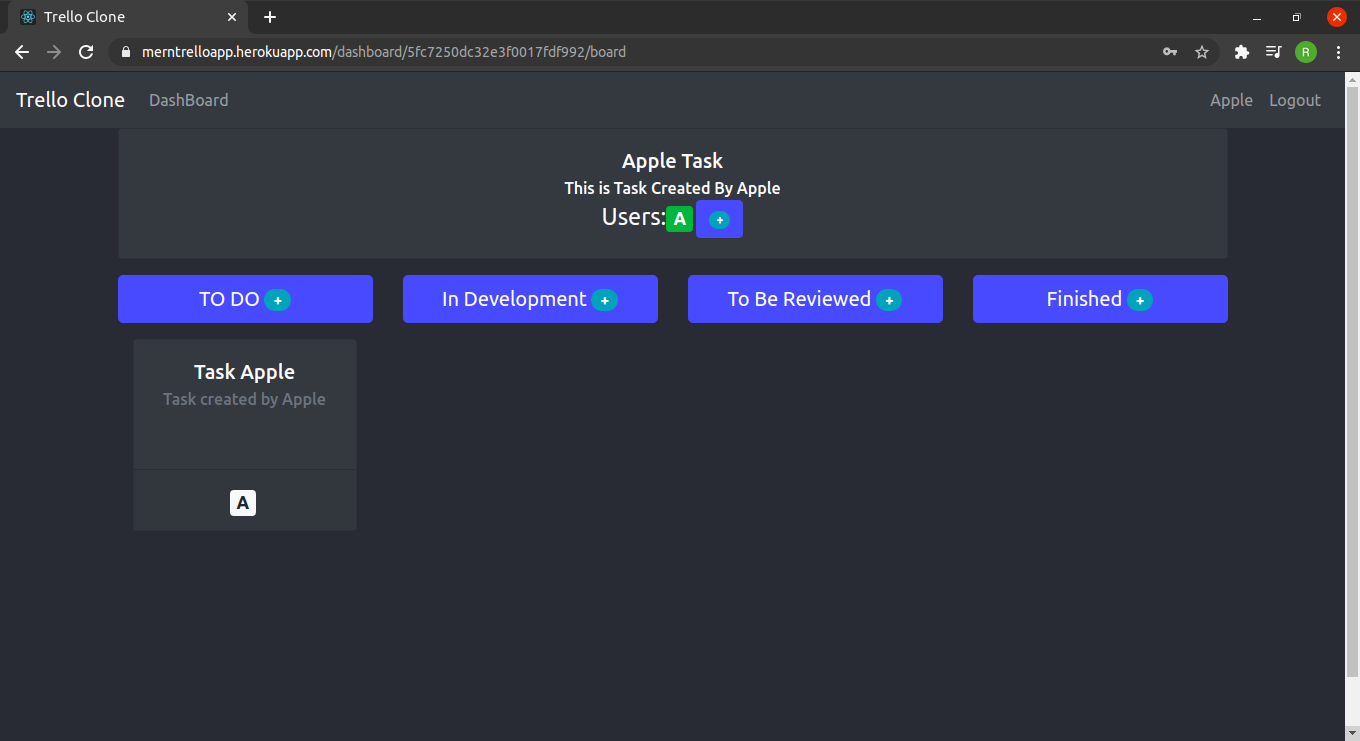 Trello Clone
merntrelloapp.herokuapp.com/dashboard/5fc7250dc32e3f0017fdf992/board
R
Trello Clone DashBoard Apple Logout
Apple Task
This is Task Created By Apple
Users: A +
TO DO + In Development + To Be Reviewed + Finished +
Task Apple
Task created by Apple
A